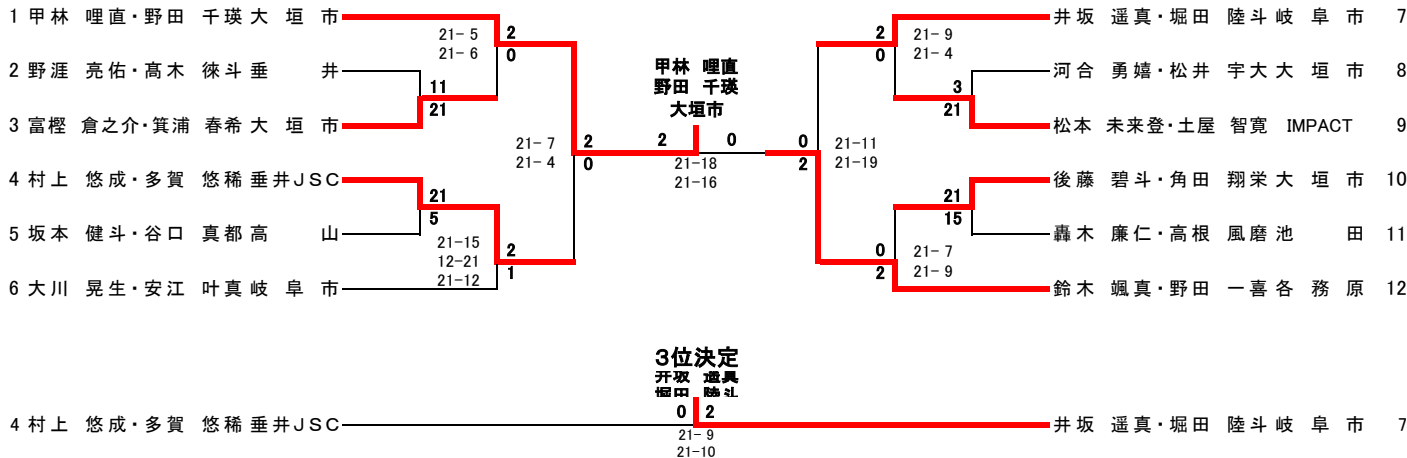 1 甲林 哩直・野田 千瑛 大垣市
21- 5
21- 6
2
0
2 野涯 亮佑・髙木 徠斗 垂井
11
21
3 富樫 倉之介・箕浦 春希 大垣市
21- 7
21- 4
2
0
4 村上 悠成・多賀 悠稀 垂井JSC
21
5
5 坂本 健斗・谷口 真都 高山
21-15
12-21
21-12
2
1
6 大川 晃生・安江 叶真 岐阜市
甲林 哩直
野田 千瑛
大垣市
2 0
21-18
21-16
井坂 遥真・堀田 陸斗 岐阜市 7
2
0
21- 9
21- 4
河合 勇嬉・松井 宇大 大垣市 8
3
21
松本 未来登・土屋 智寛 IMPACT 9
0
2
21-11
21-19
後藤 碧斗・角田 翔栄 大垣市 10
21
15
轟木 廉仁・高根 風磨 池田 11
0
2
21- 7
21- 9
鈴木 颯真・野田 一喜 各務原 12
3位決定
井坂 遥真
堀田 陸斗
4 村上 悠成・多賀 悠稀 垂井JSC
0 2
21- 9
21-10
井坂 遥真・堀田 陸斗 岐阜市 7